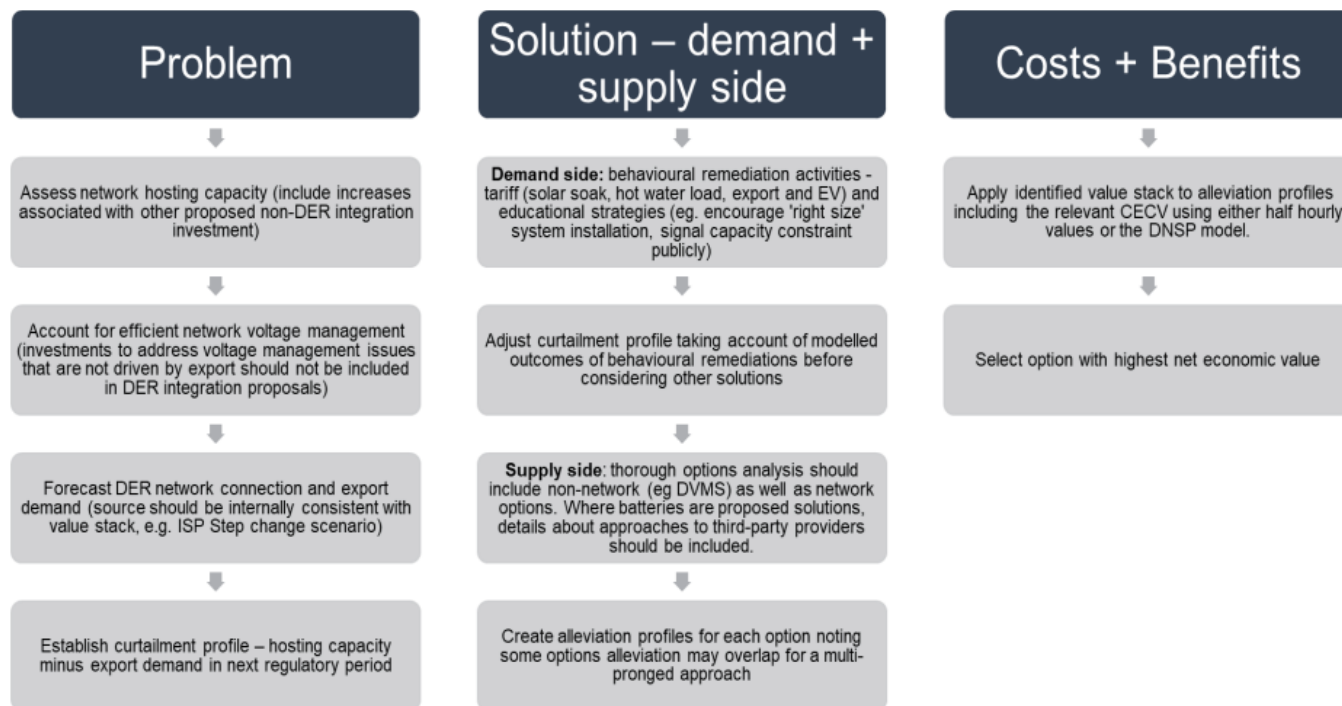 Problem
Assess network hosting capacity (include increases
associated with other proposed non-DER integration
investment)
Account for efficient network voltage management
(investments to address voltage management issues
that are not driven by export should not be included
in DER integration proposals)
Forecast DER network connection and export
demand (source should be internally consistent with
value stack, e.g. ISP Step change scenario)
Establish curtailment profile – hosting capacity
minus export demand in next regulatory period
Solution – demand +
supply side
Demand side: behavioural remediation activities -
tariff (solar soak, hot water load, export and EV) and
educational strategies (eg. encourage 'right size'
system installation, signal capacity constraint
publicly)
Adjust curtailment profile taking account of modelled
outcomes of behavioural remediations before
considering other solutions
Supply side: thorough options analysis should
include non-network (eg DVMS) as well as network
options. Where batteries are proposed solutions,
details about approaches to third-party providers
should be included.
Create alleviation profiles for each option noting
some options alleviation may overlap for a multi-
pronged approach
Costs + Benefits
Apply identified value stack to alleviation profiles
including the relevant CECV using either half hourly
values or the DNSP model.
Select option with highest net economic value